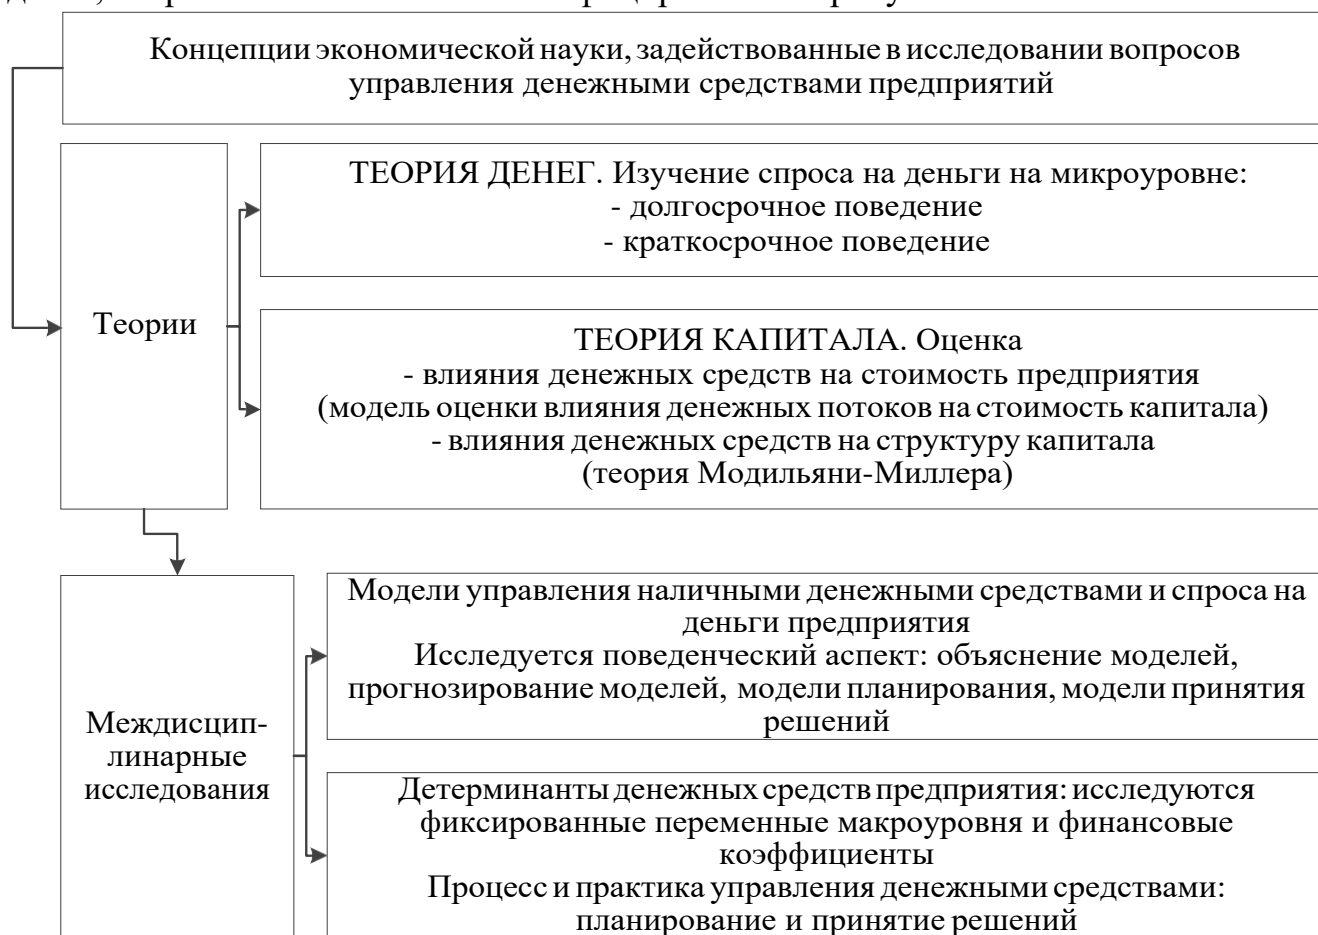 Концепции экономической науки, задействованные в исследовании вопросов
управления денежными средствами предприятий
ТЕОРИЯ ДЕНЕГ. Изучение спроса на деньги на микроуровне:
- долгосрочное поведение
- краткосрочное поведение
Теории
ТЕОРИЯ КАПИТАЛА. Оценка
- влияния денежных средств на стоимость предприятия
(модель оценки влияния денежных потоков на стоимость капитала)
- влияния денежных средств на структуру капитала
(теория Модильяни-Миллера)
Междисцип-
линарные
исследования
Модели управления наличными денежными средствами и спроса на
деньги предприятия
Исследуется поведенческий аспект: объяснение моделей,
прогнозирование моделей, модели планирования, модели принятия
решений
Детерминанты денежных средств предприятия: исследуются
фиксированные переменные макроуровня и финансовые
коэффициенты
Процесс и практика управления денежными средствами:
планирование и принятие решений